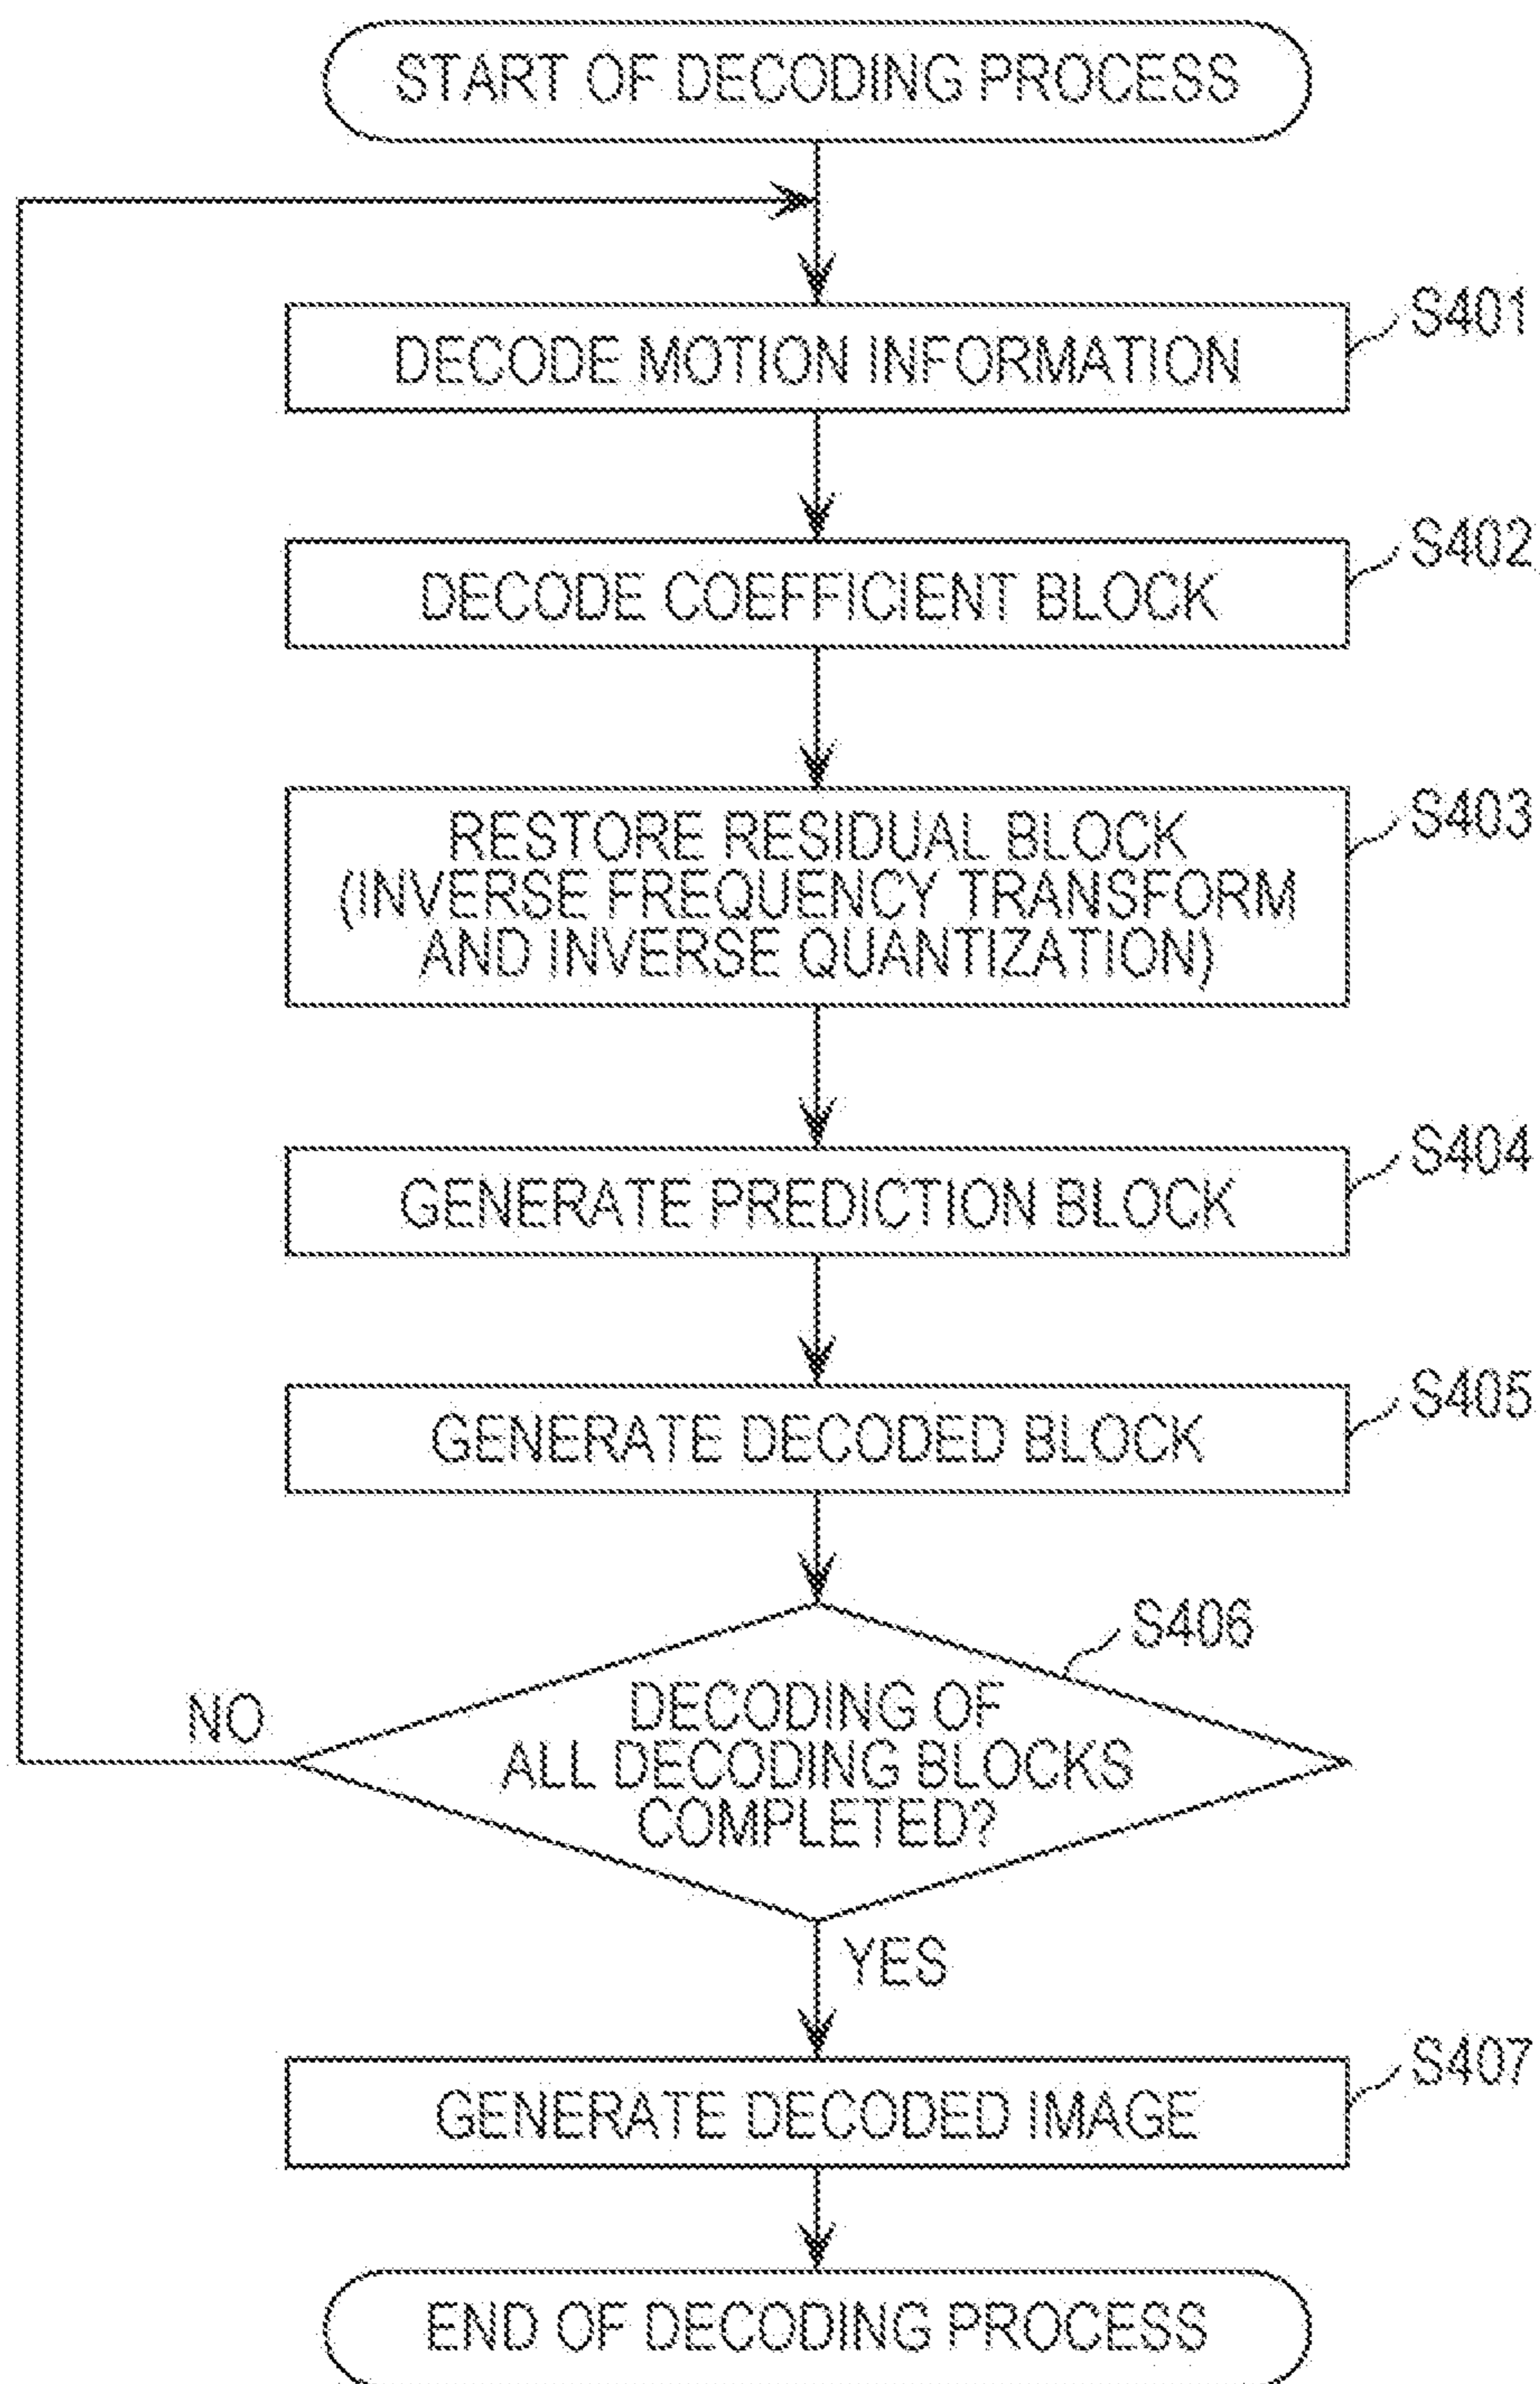 START OF DECODING PROCESS
S401
DECODE MOTION INFORMATION
S402
DECODE COEFFICIENT BLOCK
S403
RESTORE RESIDUAL BLOCK
(INVERSE FREQUENCY TRANSFORM
AND INVERSE QUANTIZATION)
S404
GENERATE PREDICTION BLOCK
S405
GENERATE DECODED BLOCK
S406
DECODING OF
ALL DECODING BLOCKS
COMPLETED?
NO
YES
S407
GENERATE DECODED IMAGE
END OF DECODING PROCESS